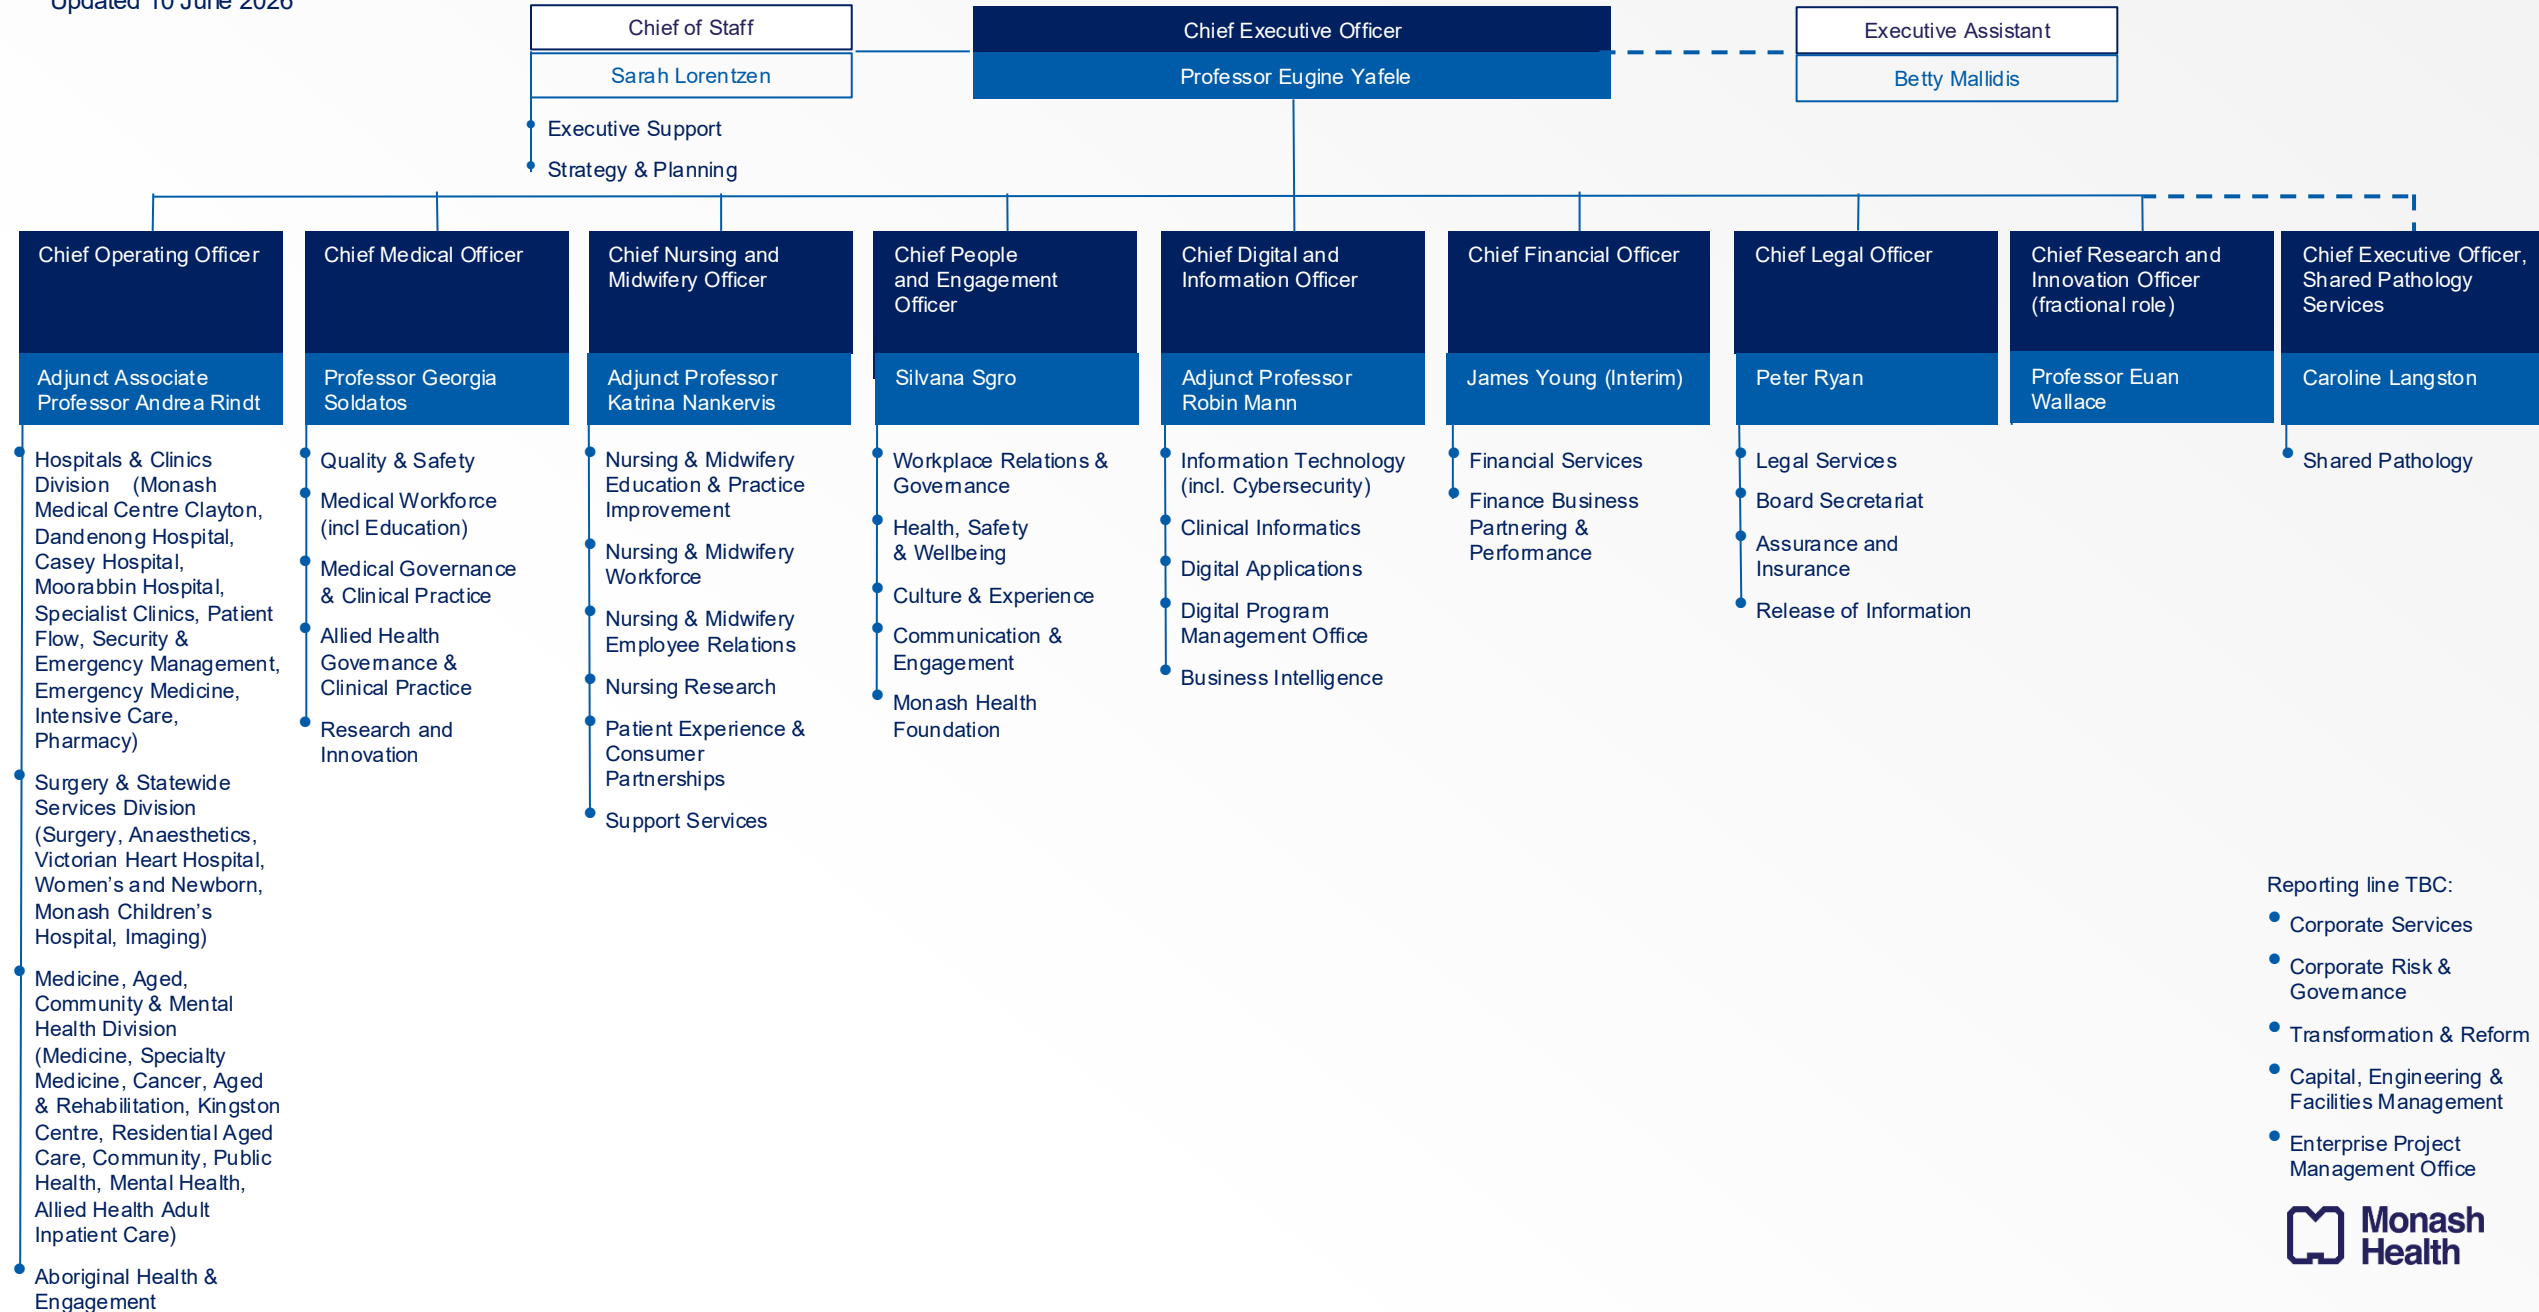 Updated 10 June 2026
Chief of Staff
Sarah Lorentzen
Executive Support
Strategy & Planning
Chief Executive Officer
Professor Eugine Yafele
Executive Assistant
Betty Mallidis
Chief Operating Officer
Adjunct Associate
Professor Andrea Rindt
Hospitals & Clinics
Division (Monash
Medical Centre Clayton,
Dandenong Hospital,
Casey Hospital,
Moorabbin Hospital,
Specialist Clinics, Patient
Flow, Security &
Emergency Management,
Emergency Medicine,
Intensive Care,
Pharmacy)
Surgery & Statewide
Services Division
(Surgery, Anaesthetics,
Victorian Heart Hospital,
Women’s and Newborn,
Monash Children’s
Hospital, Imaging)
Medicine, Aged,
Community & Mental
Health Division
(Medicine, Specialty
Medicine, Cancer, Aged
& Rehabilitation, Kingston
Centre, Residential Aged
Care, Community, Public
Health, Mental Health,
Allied Health Adult
Inpatient Care)
Aboriginal Health &
Engagement
Chief Medical Officer
Professor Georgia
Soldatos
Quality & Safety
Medical Workforce
(incl Education)
Medical Governance
& Clinical Practice
Allied Health
Governance &
Clinical Practice
Research and
Innovation
Chief Nursing and
Midwifery Officer
Adjunct Professor
Katrina Nankervis
Nursing & Midwifery
Education & Practice
Improvement
Nursing & Midwifery
Workforce
Nursing & Midwifery
Employee Relations
Nursing Research
Patient Experience &
Consumer
Partnerships
Support Services
Chief People
and Engagement
Officer
Silvana Sgro
Workplace Relations &
Governance
Health, Safety
& Wellbeing
Culture & Experience
Communication &
Engagement
Monash Health
Foundation
Chief Digital and
Information Officer
Adjunct Professor
Robin Mann
Information Technology
(incl. Cybersecurity)
Clinical Informatics
Digital Applications
Digital Program
Management Office
Business Intelligence
Chief Financial Officer
James Young (Interim)
Financial Services
Finance Business
Partnering &
Performance
Chief Legal Officer
Peter Ryan
Legal Services
Board Secretariat
Assurance and
Insurance
Release of Information
Chief Research and
Innovation Officer
(fractional role)
Professor Euan
Wallace
Chief Executive Officer,
Shared Pathology
Services
Caroline Langston
Shared Pathology
Reporting line TBC:
Corporate Services
Corporate Risk &
Governance
Transformation & Reform
Capital, Engineering &
Facilities Management
Enterprise Project
Management Office
Monash
Health